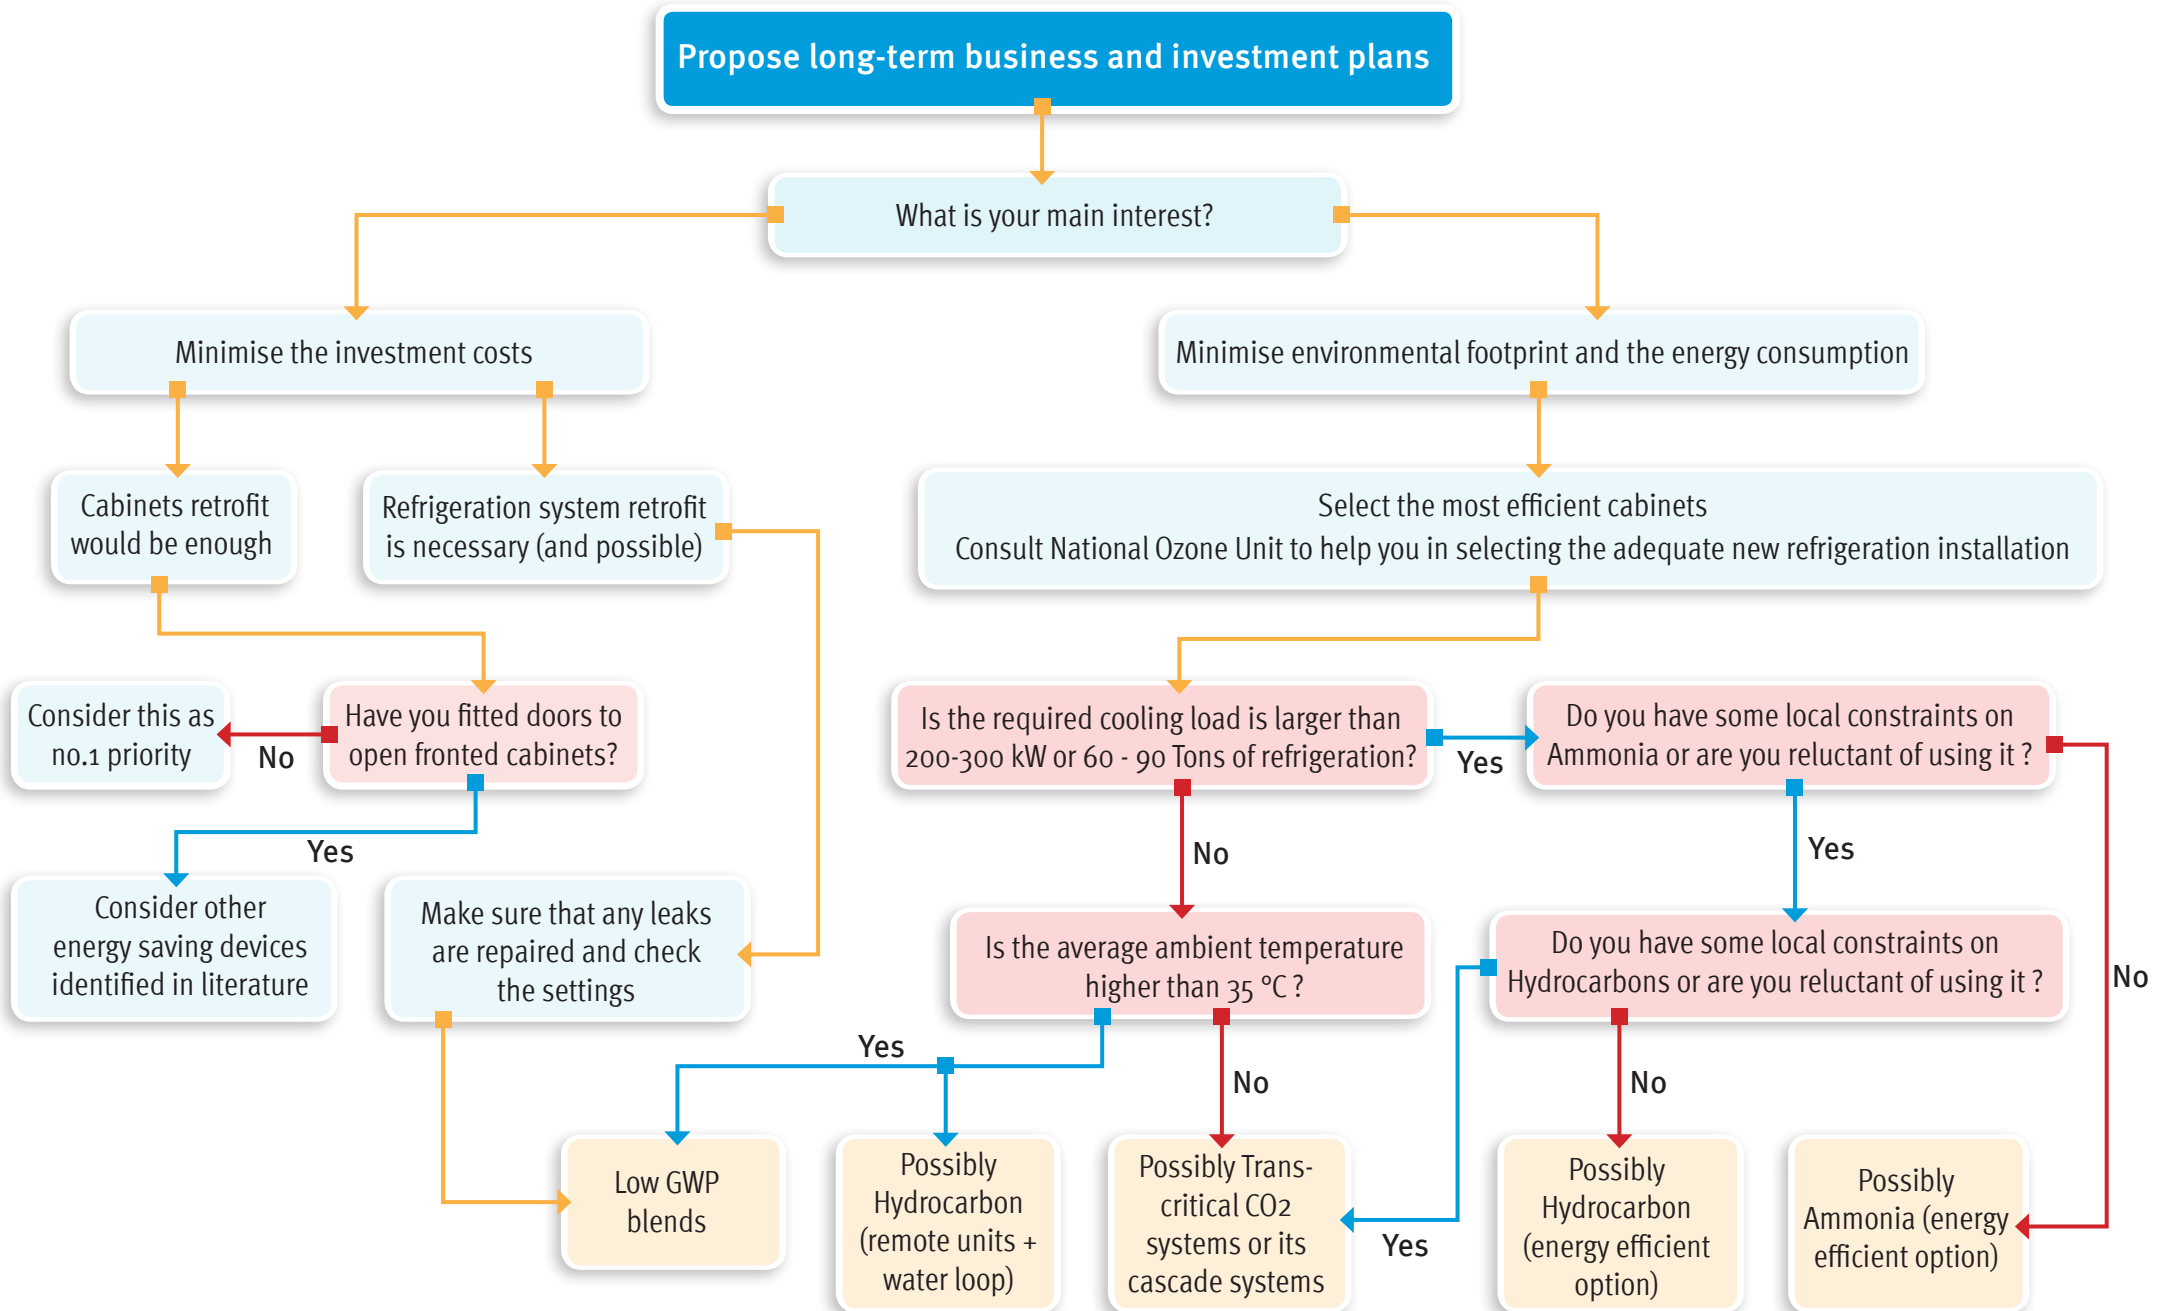 Propose long-term business and investment plans
What is your main interest?
Minimise the investment costs
Minimise environmental footprint and the energy consumption
Cabinets retrofit
would be enough
Refrigeration system retrofit
is necessary (and possible)
Select the most efficient cabinets
Consult National Ozone Unit to help you in selecting the adequate new refrigeration installation
Consider this as
no.1 priority
No
Have you fitted doors to
open fronted cabinets?
Is the required cooling load is larger than
200-300 kW or 60 - 90 Tons of refrigeration?
Yes
Do you have some local constraints on
Ammonia or are you reluctant of using it ?
Yes
No
Yes
Consider other
energy saving devices
identified in literature
Make sure that any leaks
are repaired and check
the settings
Is the average ambient temperature
higher than 35 °C ?
Do you have some local constraints on
Hydrocarbons or are you reluctant of using it ?
No
Yes
No
No
Low GWP
blends
Possibly
Hydrocarbon
(remote units +
water loop)
Possibly Trans-
critical CO2
systems or its
cascade systems
Yes
Possibly
Hydrocarbon
(energy efficient
option)
Possibly
Ammonia (energy
efficient option)